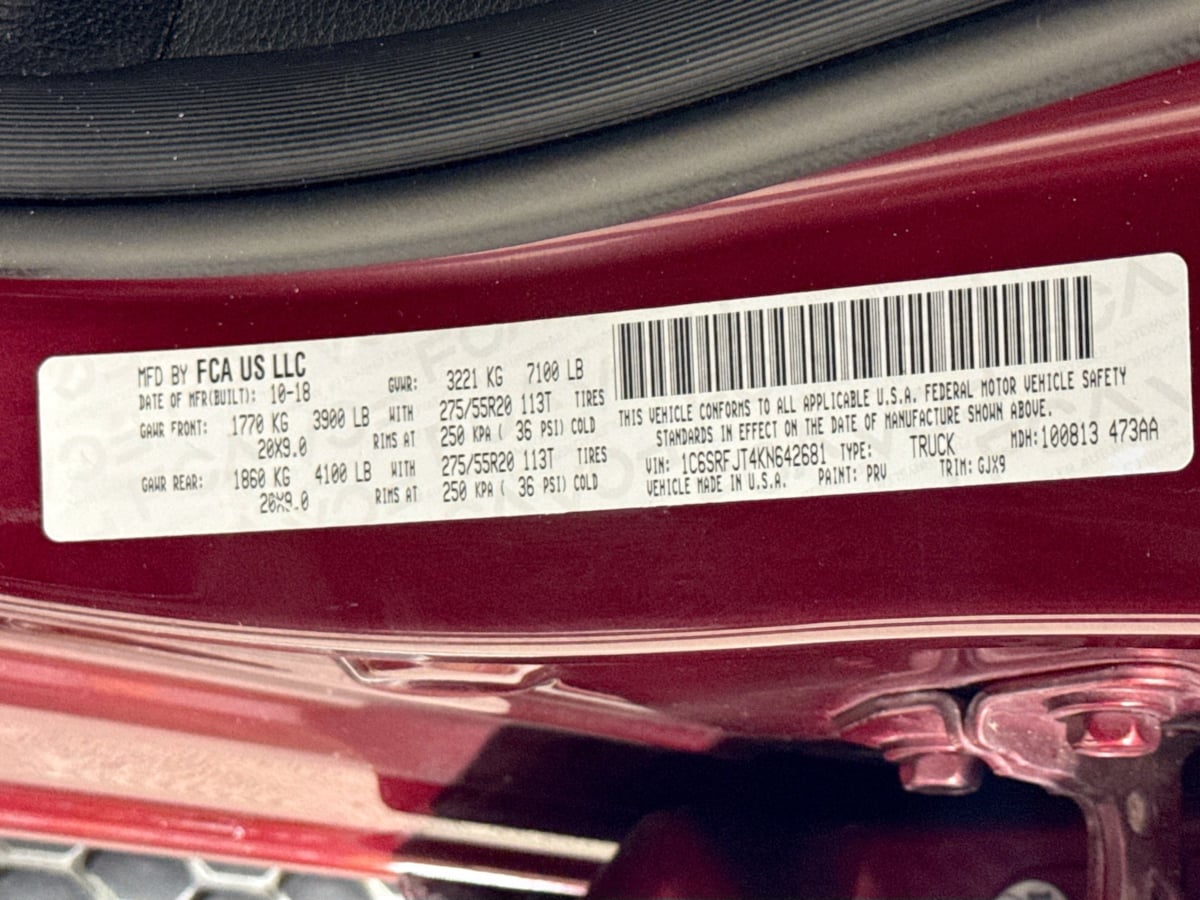 MFD BY FCA US LLC
DATE OF MFR(BUILT): 10-18 GVWR: 3221 KG 7100 LB
GAWR FRONT: 1770 KG 3900 LB WITH 275/55R20 113T TIRES
20X9.0 RIMS AT 250 KPA ( 36 PSI) COLD
GAWR REAR: 1860 KG 4100 LB WITH 275/55R20 113T TIRES
20X9.0 RIMS AT 250 KPA ( 36 PSI) COLD
THIS VEHICLE CONFORMS TO ALL APPLICABLE U.S.A. FEDERAL MOTOR VEHICLE SAFETY
STANDARDS IN EFFECT ON THE DATE OF MANUFACTURE SHOWN ABOVE.
VIN: 1C6SRFJT4KN642681 TYPE: TRUCK MDH:100813 473AA
VEHICLE MADE IN U.S.A. PAINT: PRV TRIM: GJX9